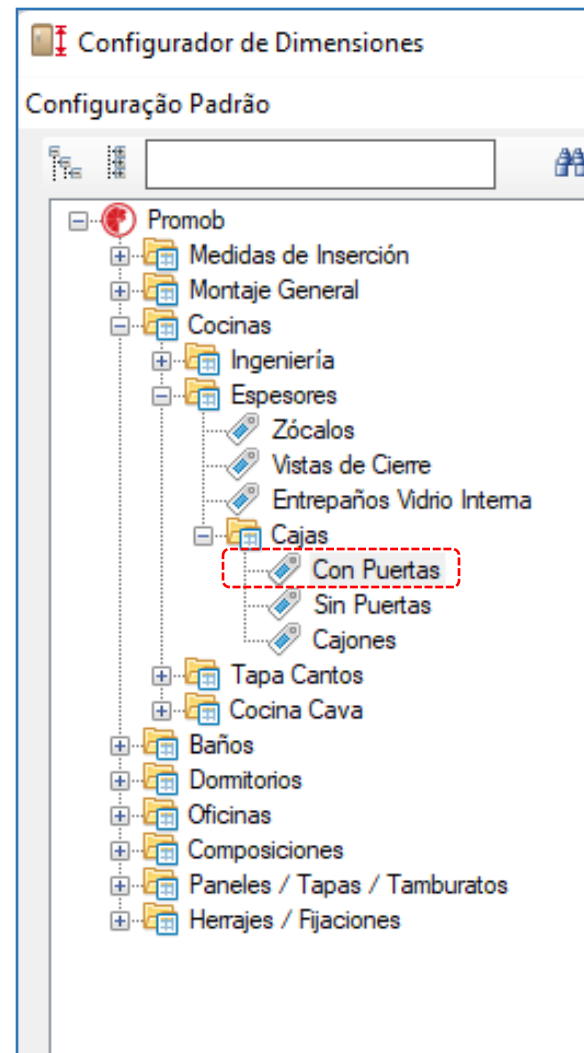 Configurador de Dimensiones
Configuração Padrão
Promob
Medidas de Inserción
Montaje General
Cocinas
Ingeniería
Espesores
Zócalos
Vistas de Cierre
Entrepaños Vidrio Interna
Cajas
Con Puertas
Sin Puertas
Cajones
Tapa Cantos
Cocina Cava
Baños
Dormitorios
Oficinas
Composiciones
Paneles / Tapas / Tamburatos
Herrajes / Fijaciones